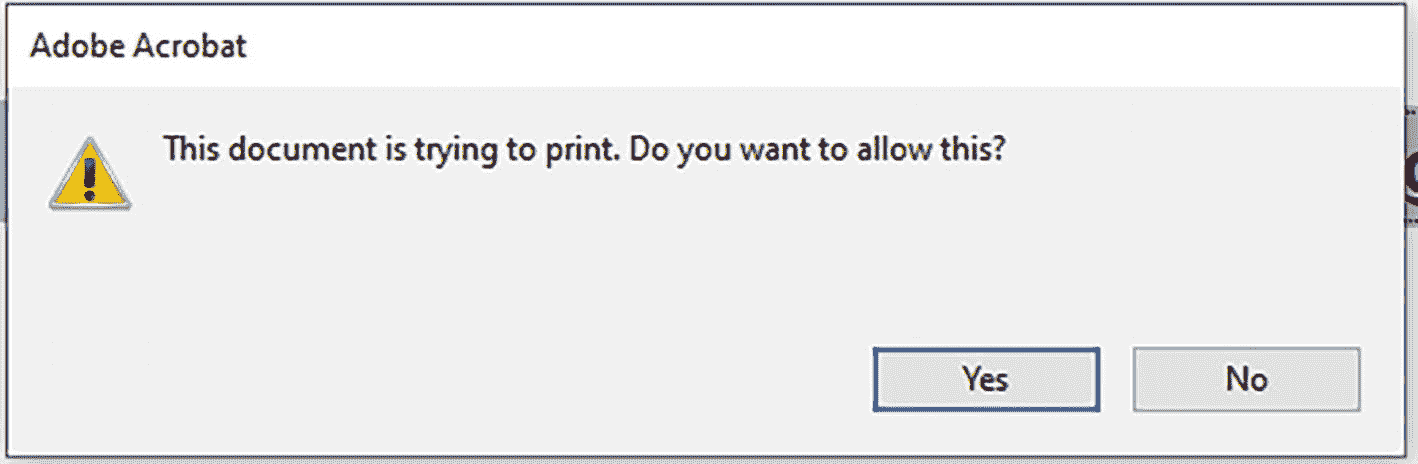 Adobe Acrobat
This document is trying to print. Do you want to allow this?
Yes No